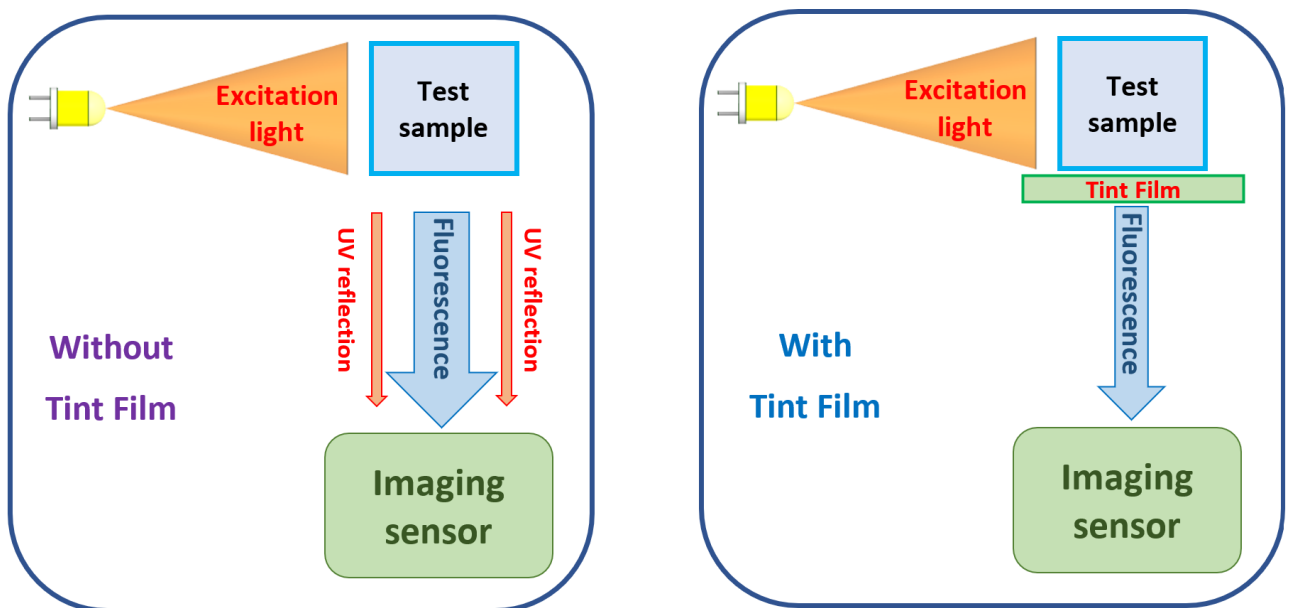 Excitation
light
Test
sample
UV reflection
Fluorescence
UV reflection
Without
Tint Film
Imaging
sensor
Excitation
light
Test
sample
Tint Film
Fluorescence
With
Tint Film
Imaging
sensor